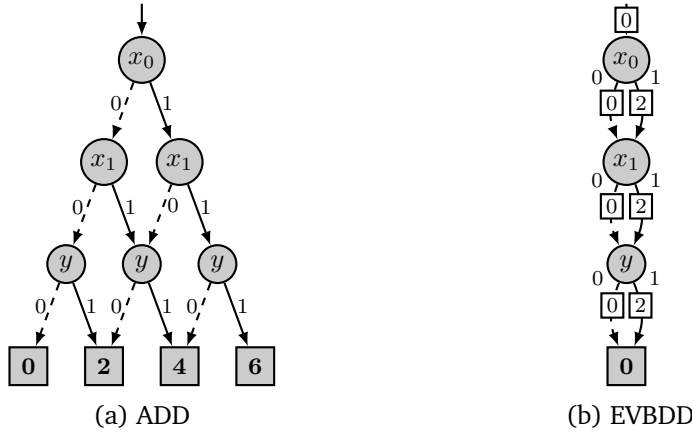 0
x₀ x₀
0 1 0 1
0 2
x₁ x₁ x₁
0 1 0 1 0 1
0 2
y y y y
0 1 0 1 0 1 0 1
0 2
0 2 4 6 0
(a) ADD (b) EVBDD